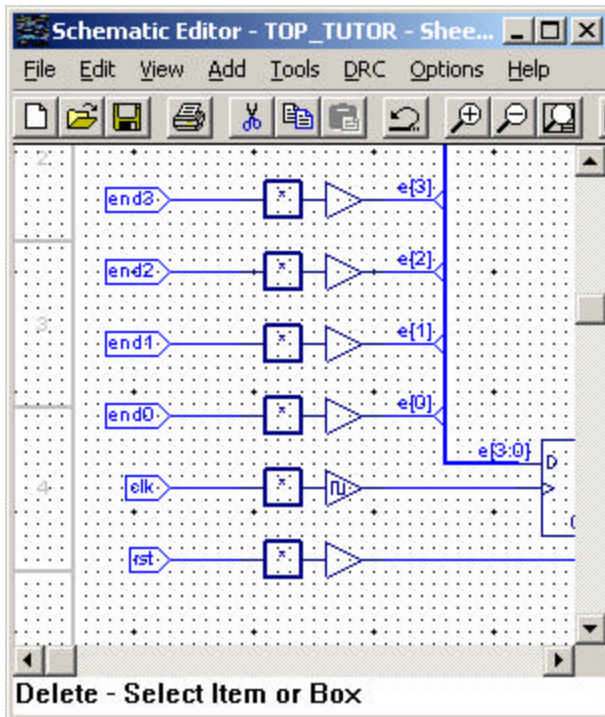 Schematic Editor - TOP_TUTOR - Shee...
File Edit View Add Tools DRC Options Help
2
end3 e[3]
end2 e[2]
3
end1 e[1]
end0 e[0]
e[3:0] D
4 clk
rst
Delete - Select Item or Box